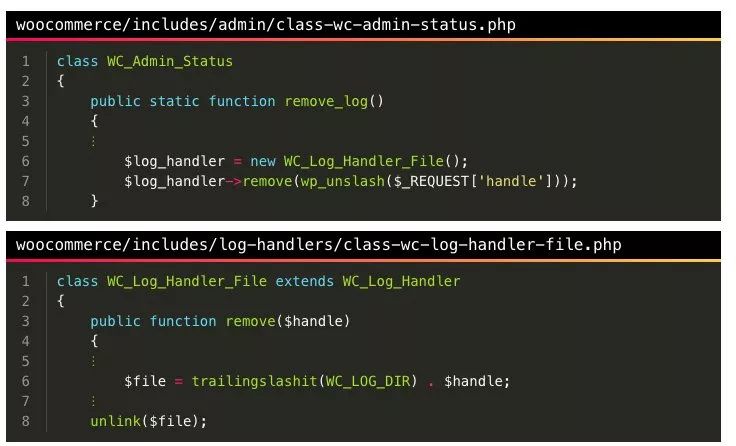 woocommerce/includes/admin/class-wc-admin-status.php
1 class WC_Admin_Status
2 {
3     public static function remove_log()
4     {
5     ⋮
6         $log_handler = new WC_Log_Handler_File();
7         $log_handler->remove(wp_unslash($_REQUEST['handle']));
8     }
woocommerce/includes/log-handlers/class-wc-log-handler-file.php
1 class WC_Log_Handler_File extends WC_Log_Handler
2 {
3     public function remove($handle)
4     {
5     ⋮
6         $file = trailingslashit(WC_LOG_DIR) . $handle;
7     ⋮
8     unlink($file);